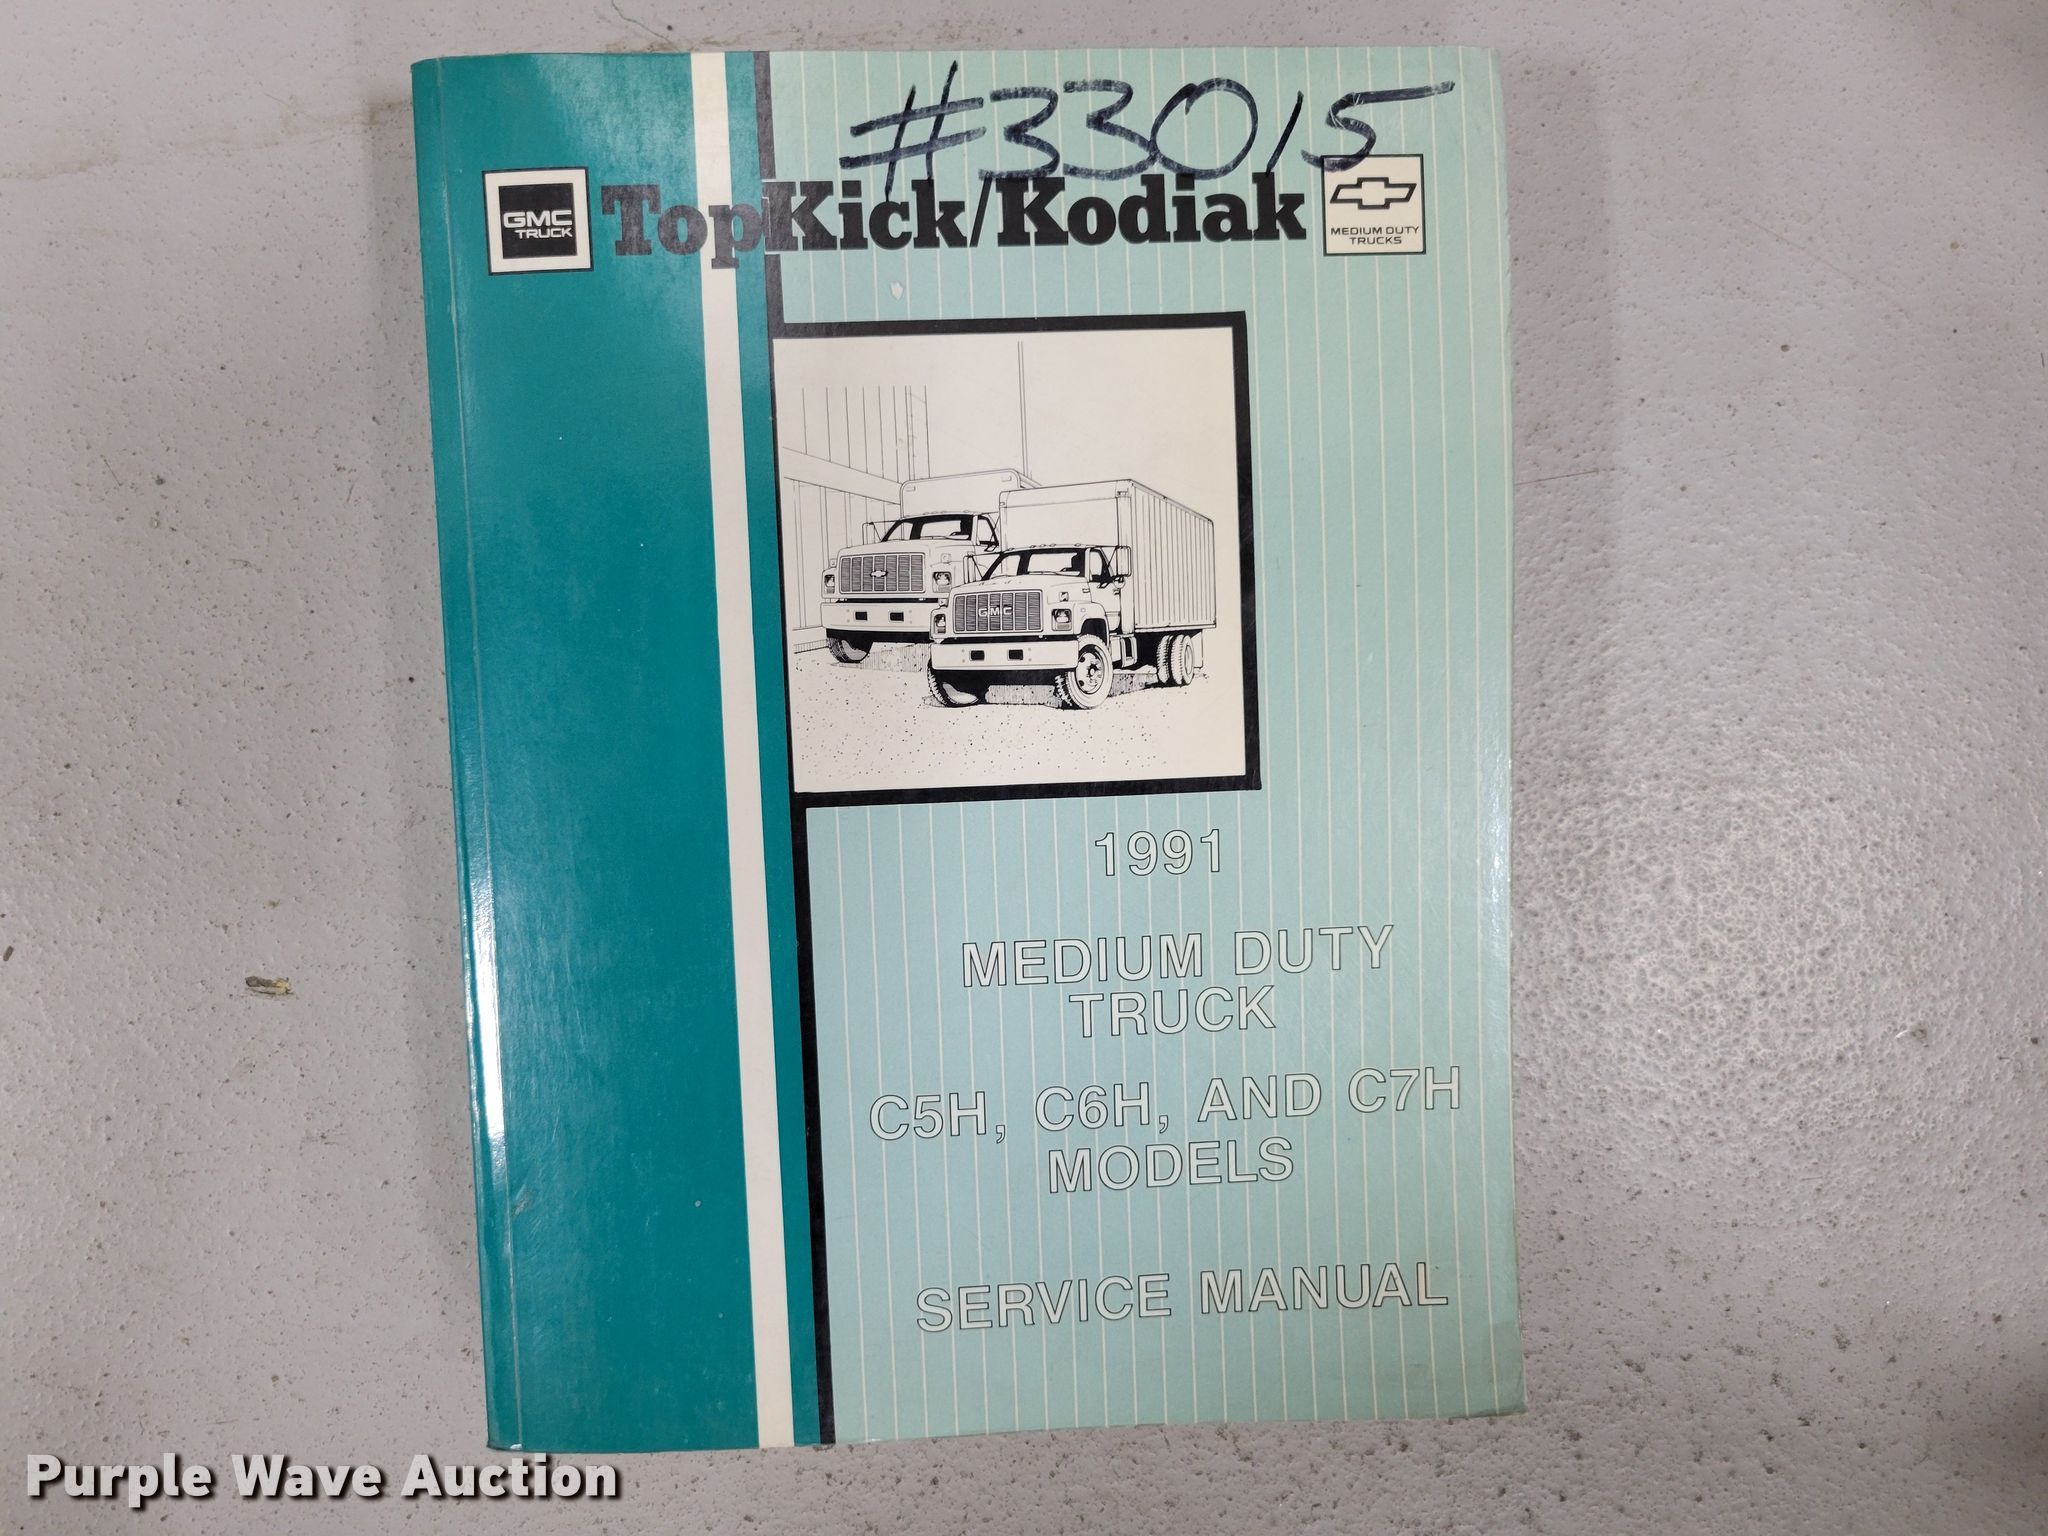 #33015
GMC
TRUCK
TopKick/Kodiak
MEDIUM DUTY
TRUCKS
GMC
1991
MEDIUM DUTY
TRUCK
C5H, C6H, AND C7H
MODELS
SERVICE MANUAL
Purple Wave Auction